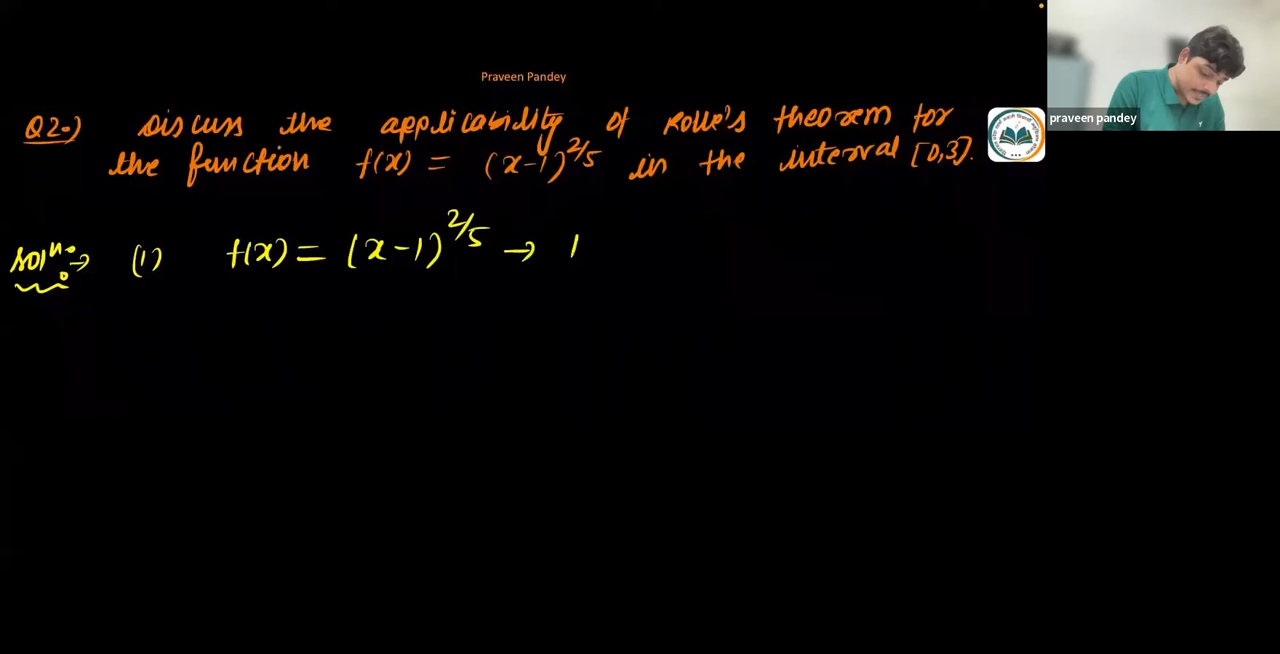 Praveen Pandey
praveen pandey
Q2.) Discuss the applicability of Rolle's theorem for
the function f(x) = (x-1)^2/5 in the interval [0,3].
Solⁿ.→ (1) f(x) = (x-1)^2/5 → 1